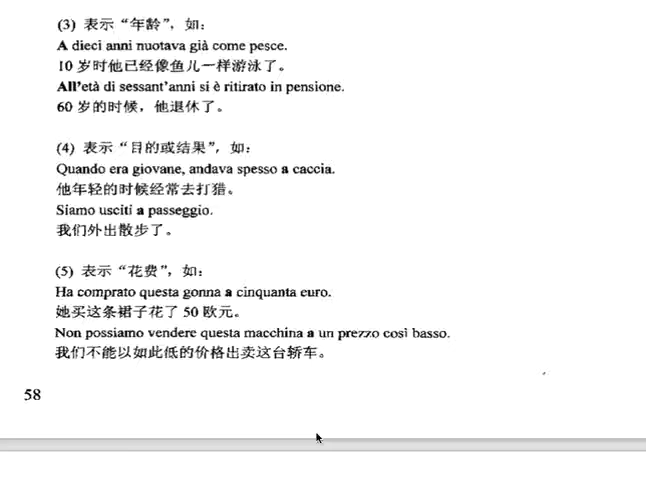 (3) 表示“年龄”，如：
A dieci anni nuotava già come pesce.
10 岁时他已经像鱼儿一样游泳了。
All'età di sessant'anni si è ritirato in pensione.
60 岁的时候，他退休了。
(4) 表示“目的或结果”，如：
Quando era giovane, andava spesso a caccia.
他年轻的时候经常去打猎。
Siamo usciti a passeggio.
我们外出散步了。
(5) 表示“花费”，如：
Ha comprato questa gonna a cinquanta euro.
她买这条裙子花了 50 欧元。
Non possiamo vendere questa macchina a un prezzo così basso.
我们不能以如此低的价格出卖这台轿车。
58